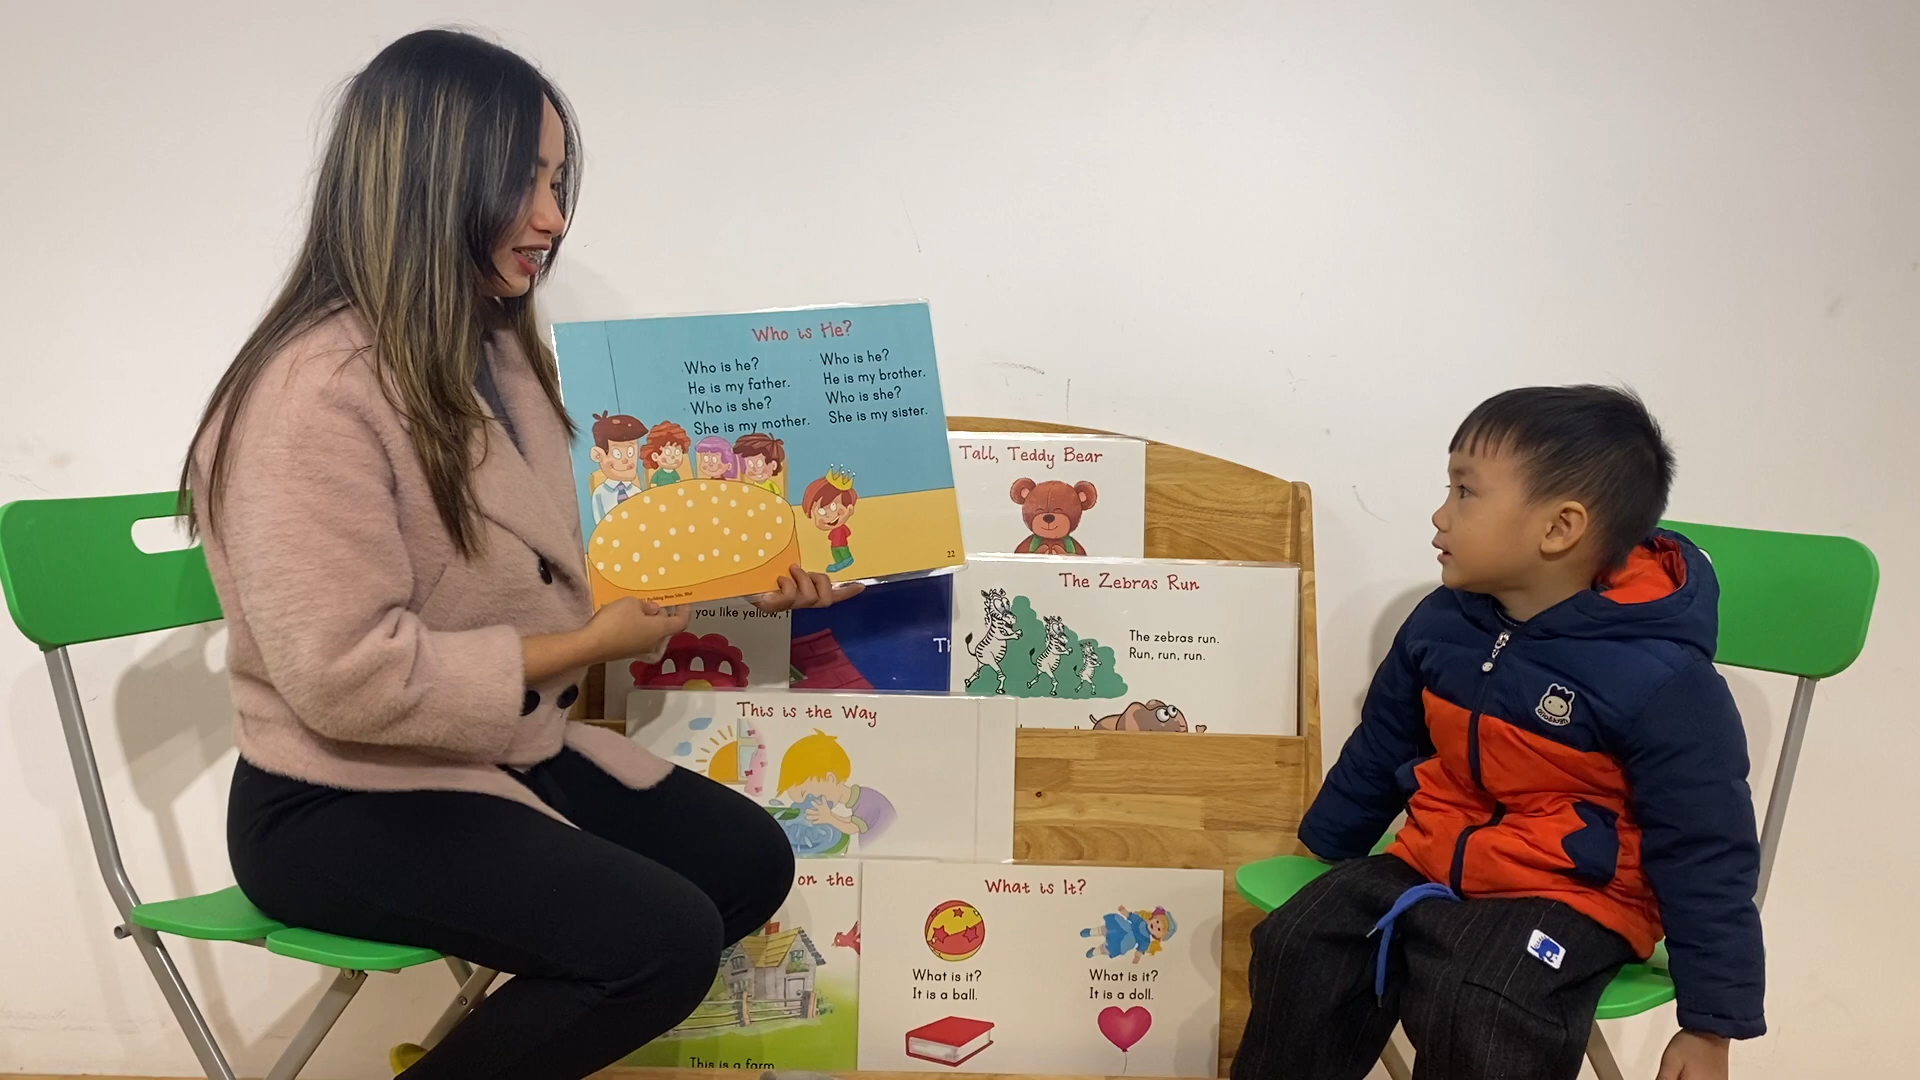 Who is He?
Who is he?
He is my father.
Who is she?
She is my mother.
Who is he?
He is my brother.
Who is she?
She is my sister.
22
Tall, Teddy Bear
you like yellow,
The Zebras Run
The zebras run.
Run, run, run.
This is the Way
on the
This is a farm
What is It?
What is it?
It is a ball.
What is it?
It is a doll.